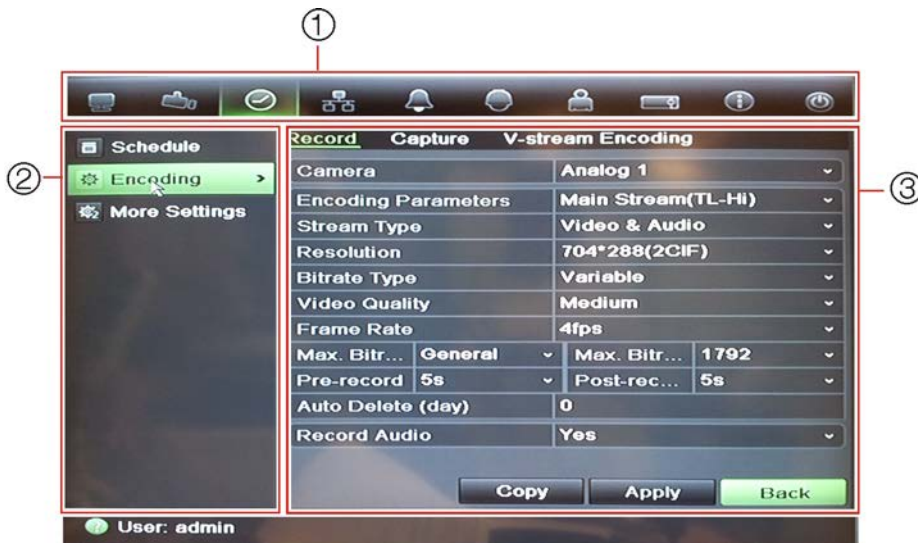 ①
②
③
Schedule
Encoding >
More Settings
Record Capture V-stream Encoding
Camera Analog 1
Encoding Parameters Main Stream(TL-Hi)
Stream Type Video & Audio
Resolution 704*288(2CIF)
Bitrate Type Variable
Video Quality Medium
Frame Rate 4fps
Max. Bitr... General Max. Bitr... 1792
Pre-record 5s Post-rec... 5s
Auto Delete (day) 0
Record Audio Yes
Copy Apply Back
User: admin